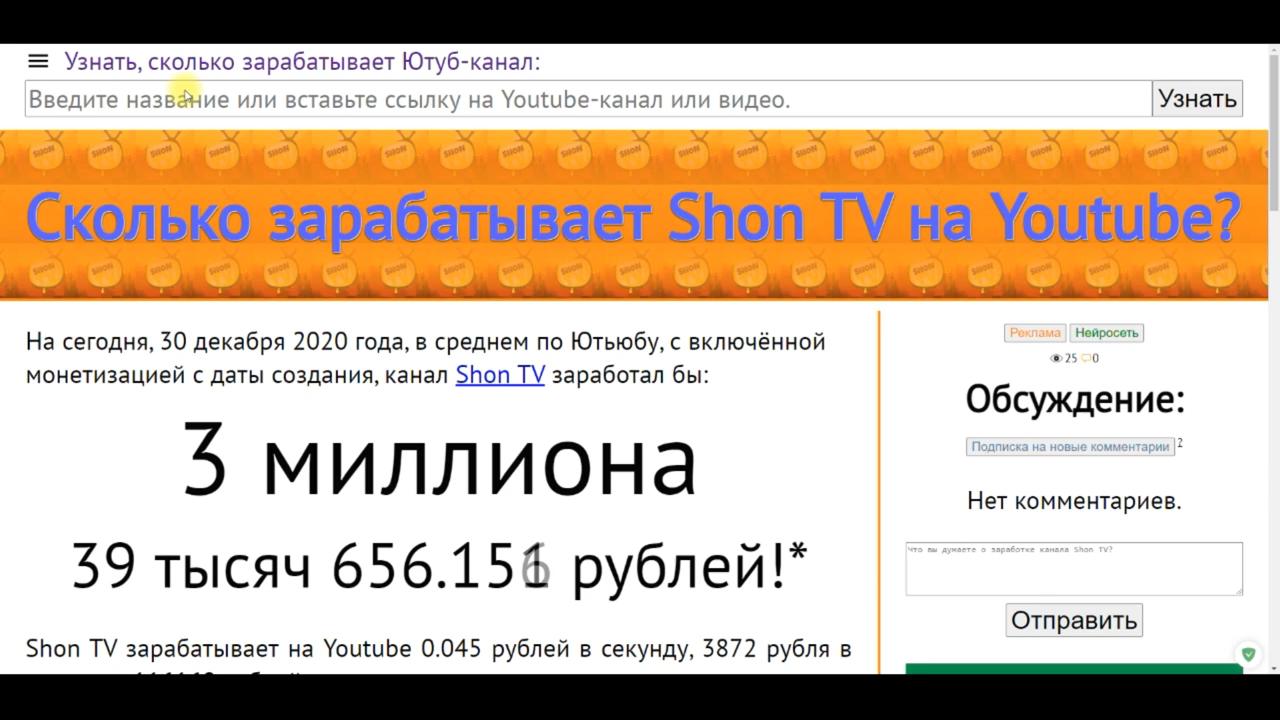 Узнать, сколько зарабатывает Ютуб-канал:
Введите название или вставьте ссылку на Youtube-канал или видео.
Узнать
Сколько зарабатывает Shon TV на Youtube?
На сегодня, 30 декабря 2020 года, в среднем по Ютьюбу, с включённой
монетизацией с даты создания, канал Shon TV заработал бы:
3 миллиона
39 тысяч рублей!*
Shon TV зарабатывает на Youtube 0.045 рублей в секунду, 3872 рубля в
Реклама Нейросеть
25 0
Обсуждение:
Подписка на новые комментарии 2
Нет комментариев.
Что вы думаете о заработке канала Shon TV?
Отправить